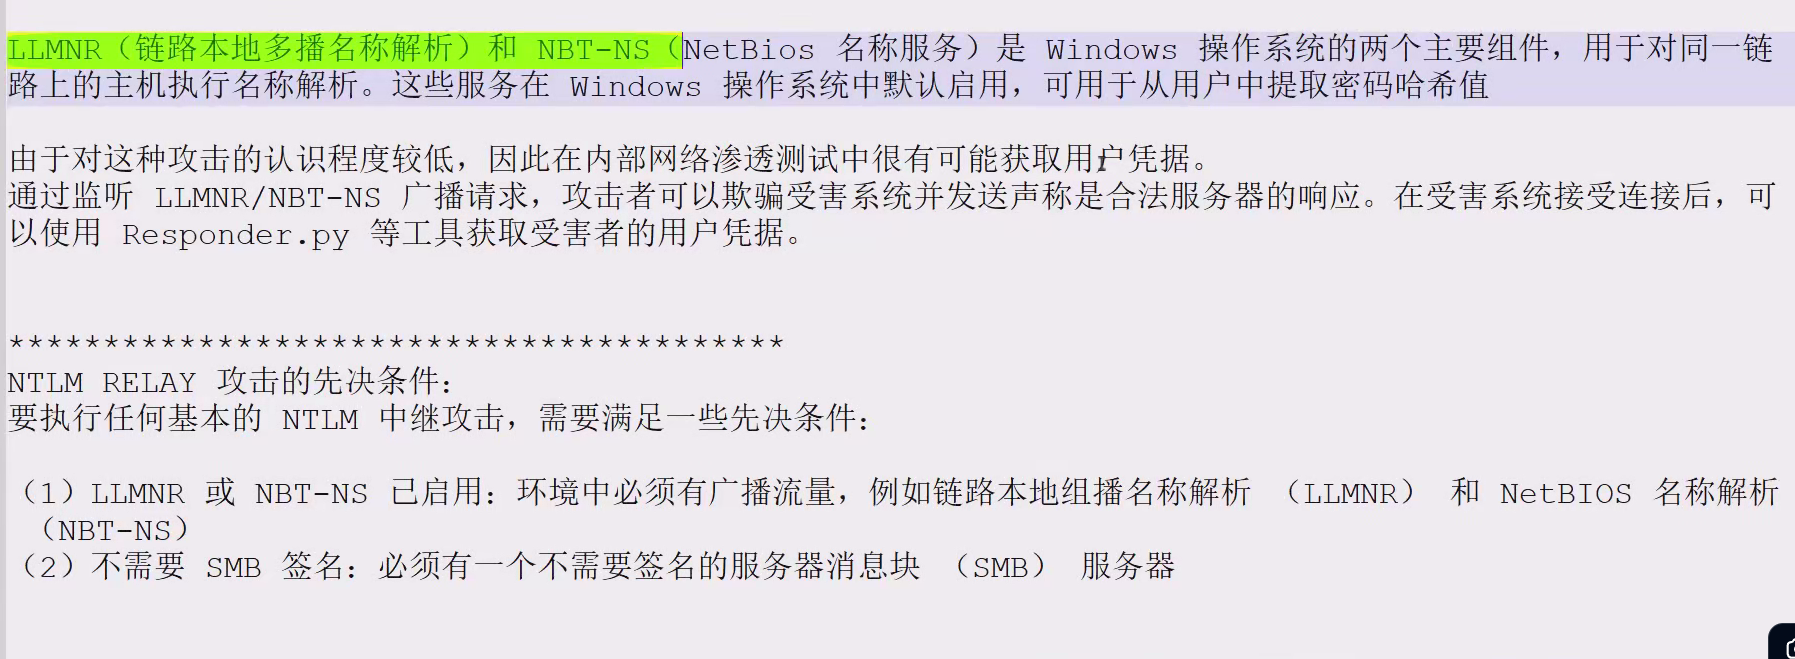 LLMNR（链路本地多播名称解析）和 NBT-NS（NetBios 名称服务）是 Windows 操作系统的两个主要组件，用于对同一链
路上的主机执行名称解析。这些服务在 Windows 操作系统中默认启用，可用于从用户中提取密码哈希值
由于对这种攻击的认识程度较低，因此在内部网络渗透测试中很有可能获取用户凭据。
通过监听 LLMNR/NBT-NS 广播请求，攻击者可以欺骗受害系统并发送声称是合法服务器的响应。在受害系统接受连接后，可
以使用 Responder.py 等工具获取受害者的用户凭据。
*****************************************
NTLM RELAY 攻击的先决条件：
要执行任何基本的 NTLM 中继攻击，需要满足一些先决条件：
（1）LLMNR 或 NBT-NS 已启用：环境中必须有广播流量，例如链路本地组播名称解析 （LLMNR） 和 NetBIOS 名称解析
（NBT-NS）
（2）不需要 SMB 签名：必须有一个不需要签名的服务器消息块 （SMB） 服务器